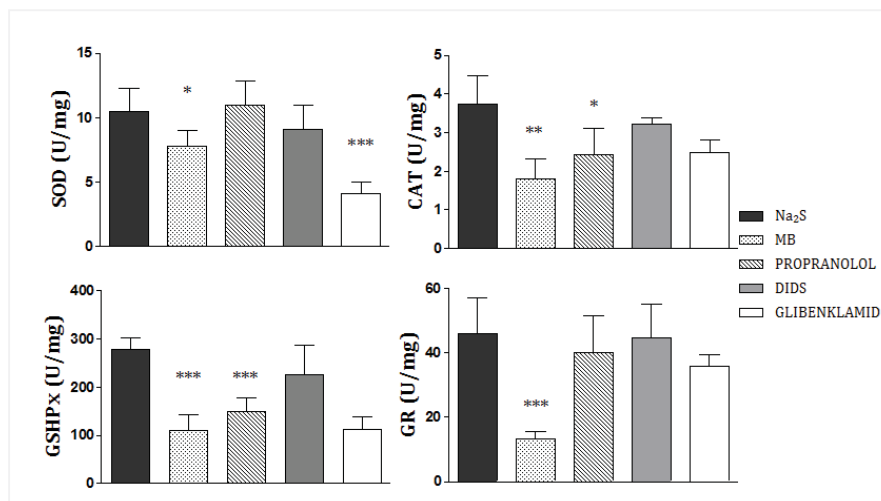 15
10
5
0
SOD (U/mg)
*
***
5
4
3
2
1
0
CAT (U/mg)
**
*
400
300
200
100
0
GSHPx (U/mg)
***
***
60
40
20
0
GR (U/mg)
***
Na₂S
MB
PROPRANOLOL
DIDS
GLIBENKLAMID